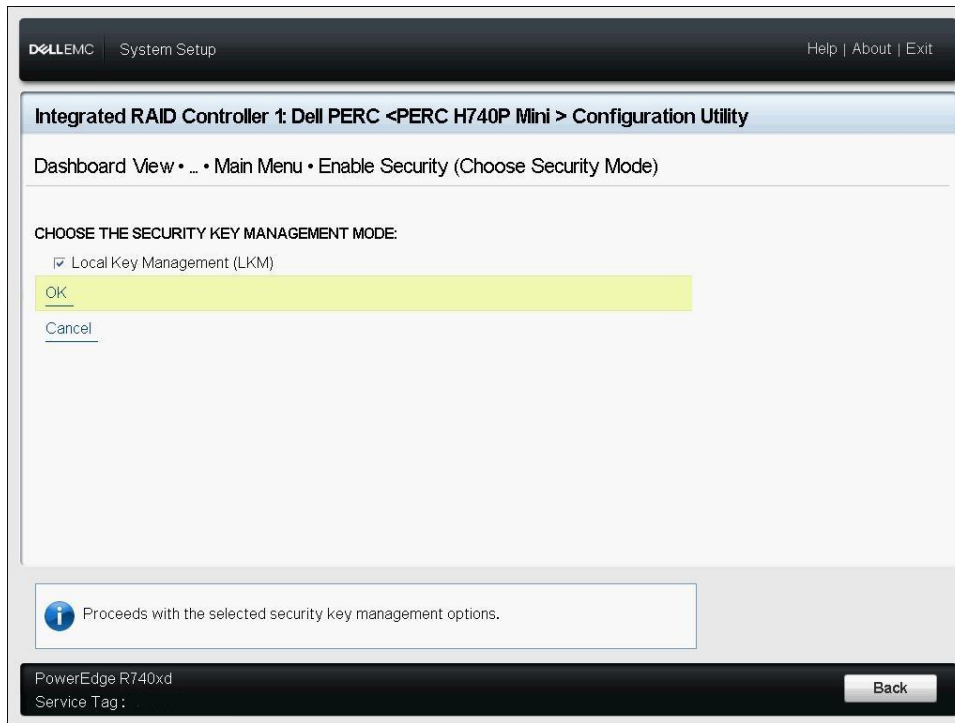 DELLEMC System Setup Help | About | Exit
Integrated RAID Controller 1: Dell PERC <PERC H740P Mini > Configuration Utility
Dashboard View • ... • Main Menu • Enable Security (Choose Security Mode)
CHOOSE THE SECURITY KEY MANAGEMENT MODE:
Local Key Management (LKM)
OK
Cancel
Proceeds with the selected security key management options.
PowerEdge R740xd
Service Tag :
Back